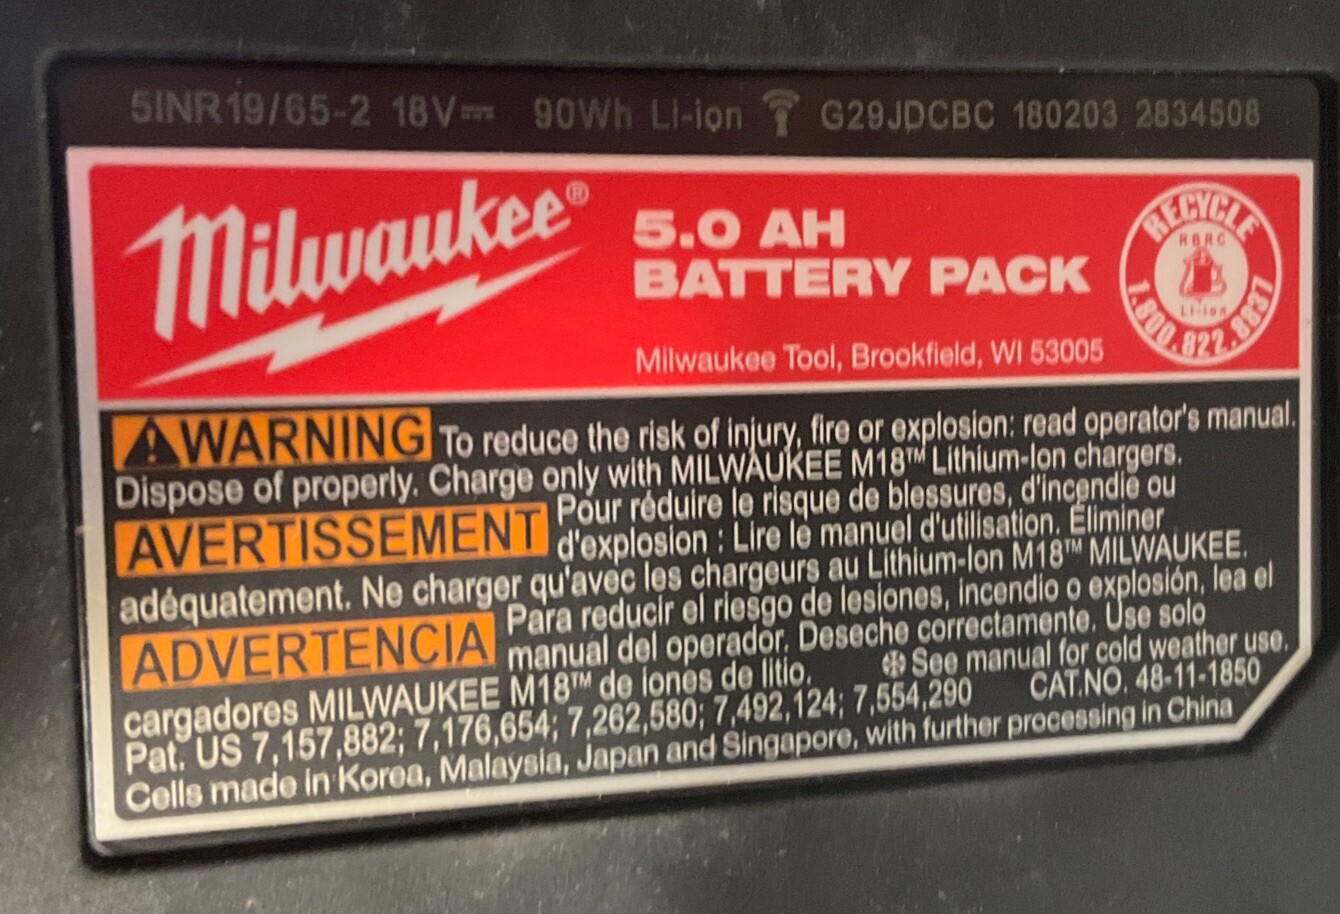 5INR19/65-2 18V⎓ 90Wh Li-ion G29JDCBC 180203 2834508
Milwaukee®
5.0 AH
BATTERY PACK
Milwaukee Tool, Brookfield, WI 53005
RECYCLE
RBRC
Li-ion
1.800.822.8837
⚠WARNING To reduce the risk of injury, fire or explosion: read operator's manual.
Dispose of properly. Charge only with MILWAUKEE M18™ Lithium-Ion chargers.
AVERTISSEMENT Pour réduire le risque de blessures, d'incendie ou
d'explosion : Lire le manuel d'utilisation. Éliminer
adéquatement. Ne charger qu'avec les chargeurs au Lithium-Ion M18™ MILWAUKEE.
ADVERTENCIA Para reducir el riesgo de lesiones, incendio o explosión, lea el
manual del operador. Deseche correctamente. Use solo
cargadores MILWAUKEE M18™ de iones de litio. ❄ See manual for cold weather use.
Pat. US 7,157,882; 7,176,654; 7,262,580; 7,492,124; 7,554,290 CAT.NO. 48-11-1850
Cells made in Korea, Malaysia, Japan and Singapore, with further processing in China